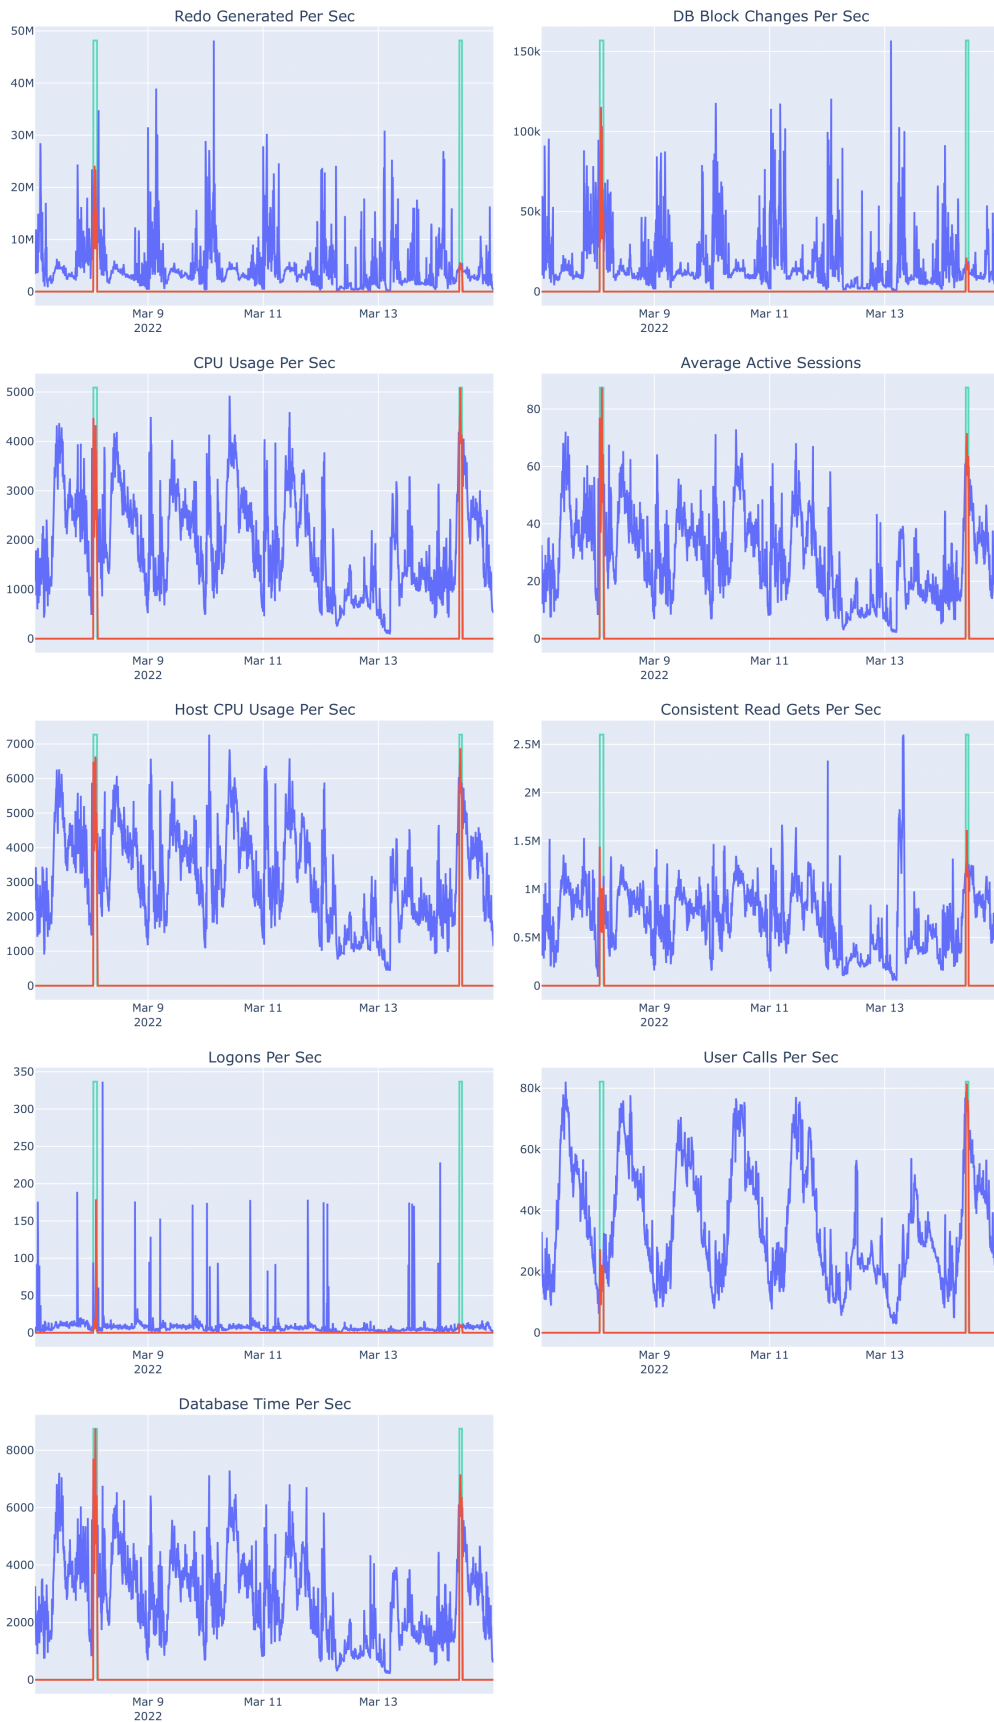 Redo Generated Per Sec
50M
40M
30M
20M
10M
0
Mar 9
2022
Mar 11
Mar 13
DB Block Changes Per Sec
150k
100k
50k
0
Mar 9
2022
Mar 11
Mar 13
CPU Usage Per Sec
5000
4000
3000
2000
1000
0
Mar 9
2022
Mar 11
Mar 13
Average Active Sessions
80
60
40
20
0
Mar 9
2022
Mar 11
Mar 13
Host CPU Usage Per Sec
7000
6000
5000
4000
3000
2000
1000
0
Mar 9
2022
Mar 11
Mar 13
Consistent Read Gets Per Sec
2.5M
2M
1.5M
1M
0.5M
0
Mar 9
2022
Mar 11
Mar 13
Logons Per Sec
350
300
250
200
150
100
50
0
Mar 9
2022
Mar 11
Mar 13
User Calls Per Sec
80k
60k
40k
20k
0
Mar 9
2022
Mar 11
Mar 13
Database Time Per Sec
8000
6000
4000
2000
0
Mar 9
2022
Mar 11
Mar 13